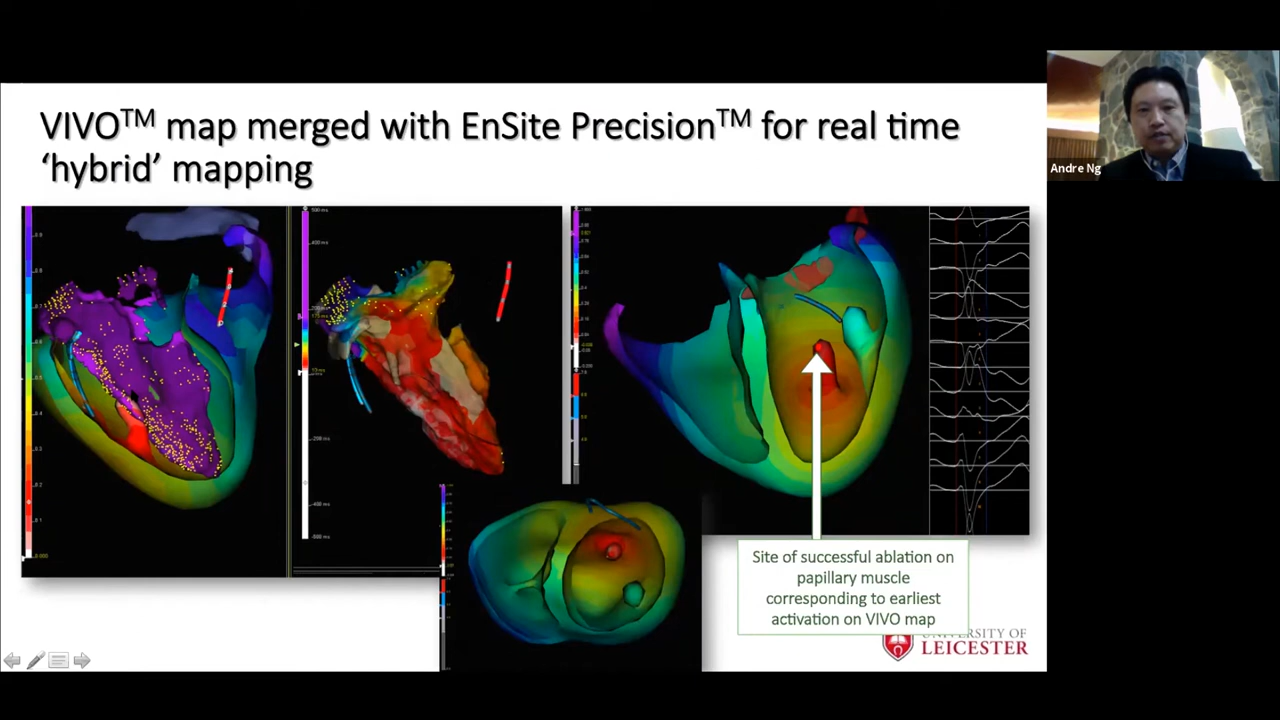 VIVO™ map merged with EnSite Precision™ for real time
‘hybrid’ mapping
Andre Ng
Site of successful ablation on
papillary muscle
corresponding to earliest
activation on VIVO map
UNIVERSITY OF
LEICESTER